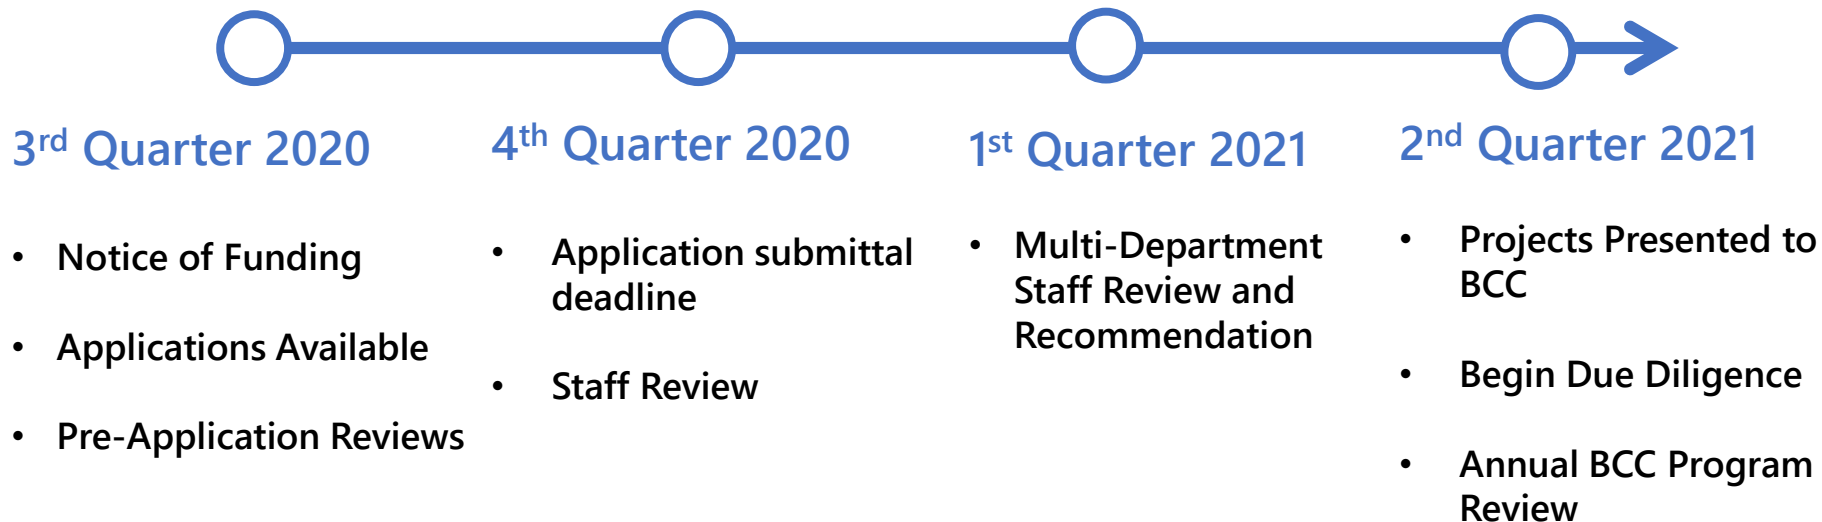 3rd Quarter 2020
• Notice of Funding
• Applications Available
• Pre-Application Reviews
4th Quarter 2020
• Application submittal
deadline
• Staff Review
1st Quarter 2021
• Multi-Department
Staff Review and
Recommendation
2nd Quarter 2021
• Projects Presented to
BCC
• Begin Due Diligence
• Annual BCC Program
Review